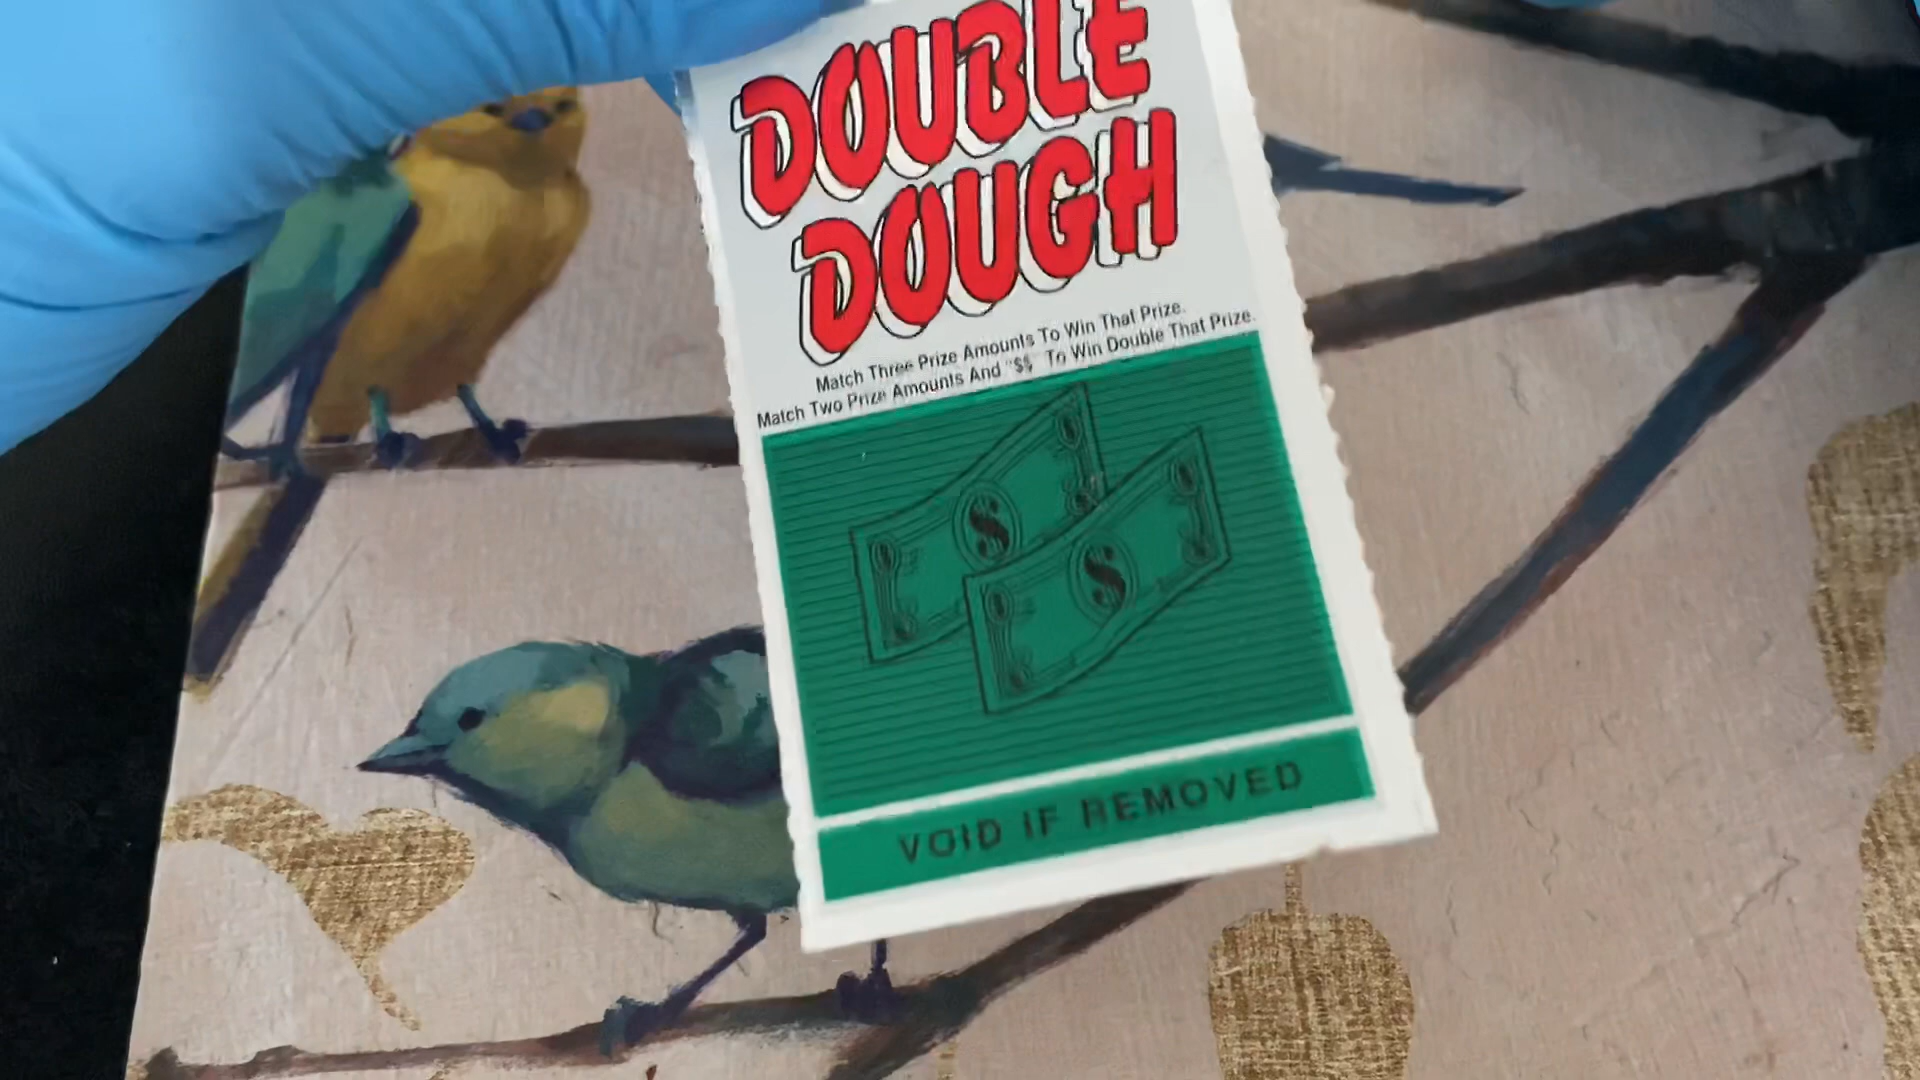 DOUBLE
DOUGH
Match Three Prize Amounts To Win That Prize.
Match Two Prize Amounts And "$$" To Win Double That Prize.
$
$
VOID IF REMOVED